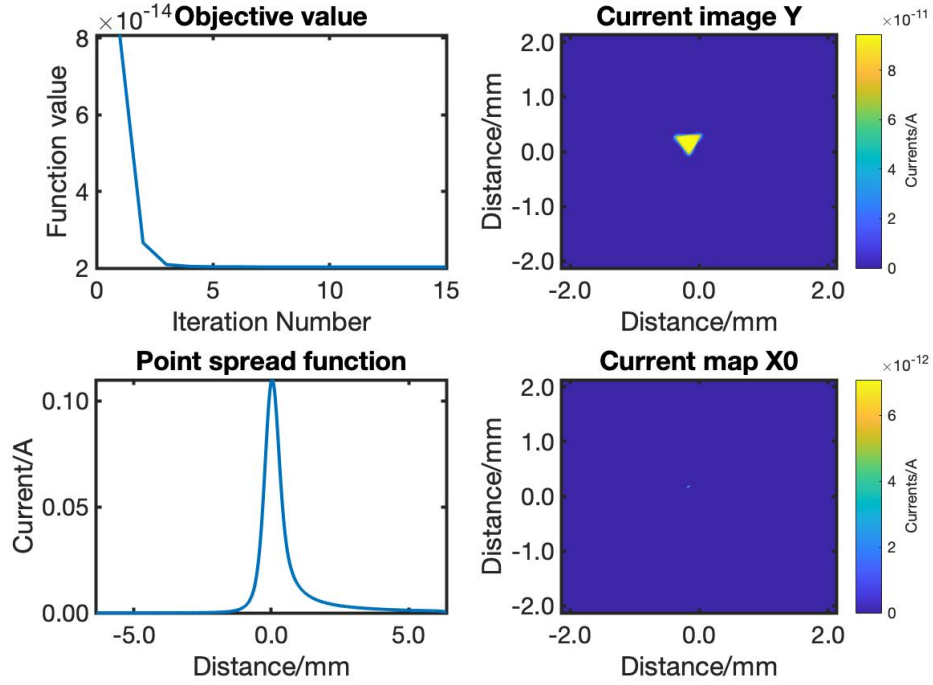 ×10⁻¹⁴ Objective value
Function value
8
6
4
2
0 5 10 15
Iteration Number
Current image Y
×10⁻¹¹
Distance/mm
2.0
1.0
0.0
-1.0
-2.0
-2.0 0.0 2.0
Distance/mm
8
6
4
2
0
Currents/A
Point spread function
Current/A
0.10
0.05
0.00
-5.0 0.0 5.0
Distance/mm
Current map X0
×10⁻¹²
Distance/mm
2.0
1.0
0.0
-1.0
-2.0
-2.0 0.0 2.0
Distance/mm
6
4
2
0
Currents/A